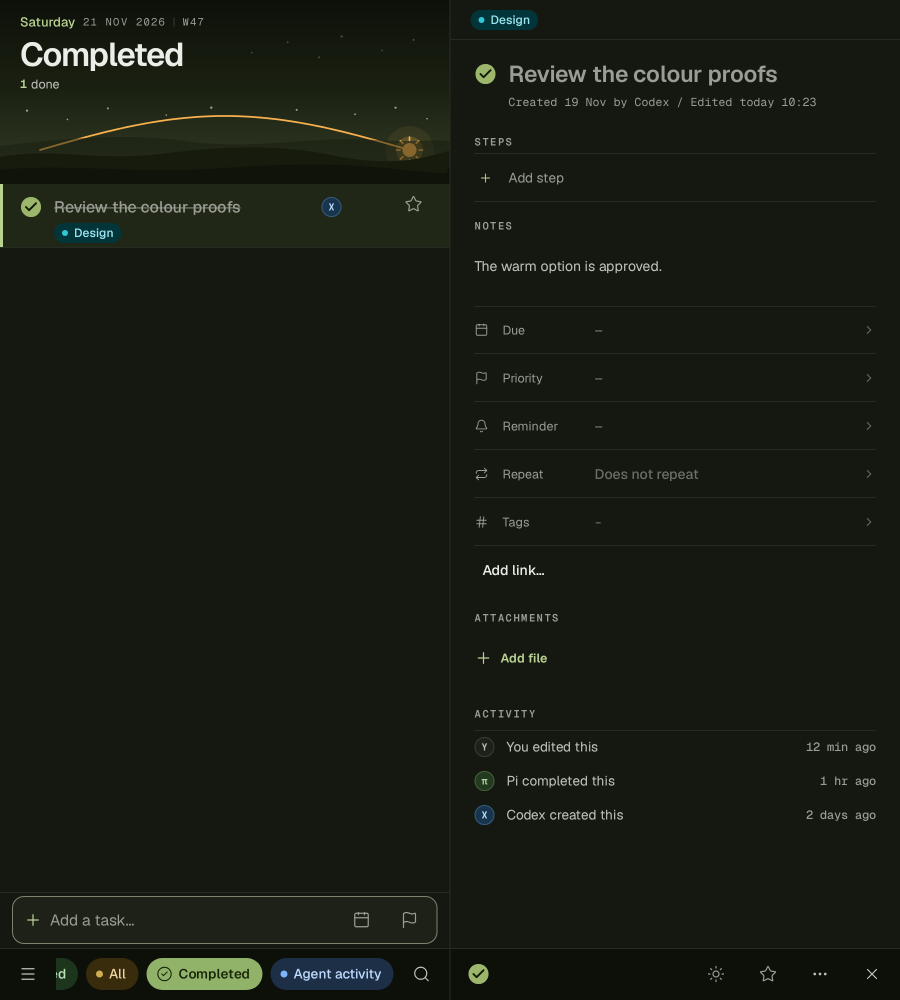 Saturday 21 NOV 2026 | W47
Completed
1 done
Review the colour proofs X
Design
Add a task…
ed All Completed Agent activity
Design
Review the colour proofs
Created 19 Nov by Codex / Edited today 10:23
STEPS
Add step
NOTES
The warm option is approved.
Due –
Priority –
Reminder –
Repeat Does not repeat
Tags -
Add link…
ATTACHMENTS
Add file
ACTIVITY
Y You edited this 12 min ago
π Pi completed this 1 hr ago
X Codex created this 2 days ago